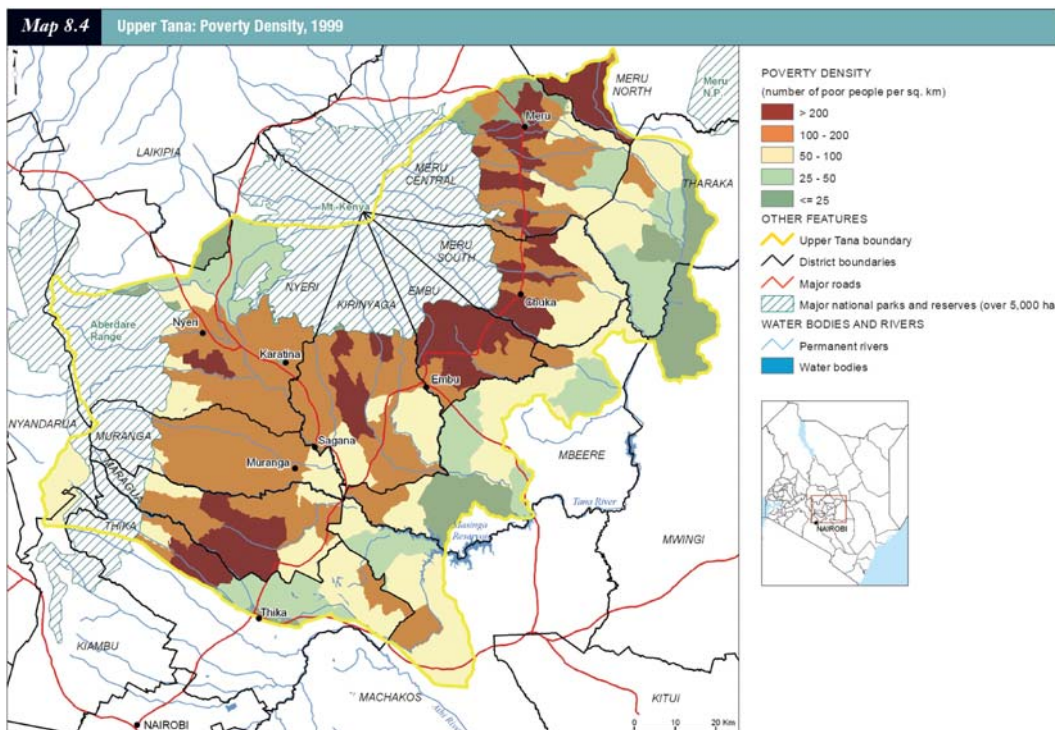 Map 8.4 Upper Tana: Poverty Density, 1999
MERU
NORTH
Meru
N.P.
Meru
LAIKIPIA
MERU
CENTRAL
THARAKA
Mt. Kenya
MERU
SOUTH
NYERI
EMBU
KIRINYAGA
Chuka
Aberdare
Range
Nyeri
Karatina
Embu
NYANDARUA
MURANGA
Sagana
MBEERE
MARAGUA
Muranga
Tana River
THIKA
Masinga
Reservoir
MWINGI
Thika
KIAMBU
MACHAKOS
KITUI
Athi River
NAIROBI
0 10 20 Km
POVERTY DENSITY
(number of poor people per sq. km)
> 200
100 - 200
50 - 100
25 - 50
<= 25
OTHER FEATURES
Upper Tana boundary
District boundaries
Major roads
Major national parks and reserves (over 5,000 ha
WATER BODIES AND RIVERS
Permanent rivers
Water bodies
NAIROBI